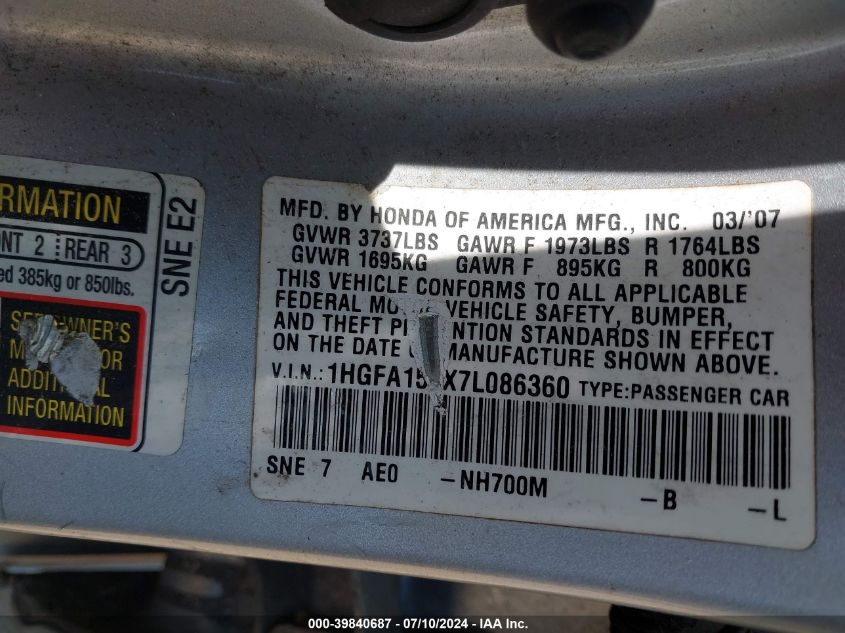 RMATION
NT 2 REAR 3
ed 385kg or 850lbs.
SEE OWNER'S
FOR
INFORMATION
SNE E2
MFD. BY HONDA OF AMERICA MFG., INC. 03/'07
GVWR 3737LBS GAWR F 1973LBS R 1764LBS
GVWR 1695KG GAWR F 895KG R 800KG
THIS VEHICLE CONFORMS TO ALL APPLICABLE
FEDERAL MO VEHICLE SAFETY, BUMPER,
AND THEFT P NTION STANDARDS IN EFFECT
ON THE DATE MANUFACTURE SHOWN ABOVE.
V.I.N.: 1HGFA15 X7L086360 TYPE:PASSENGER CAR
SNE 7 AE0 -NH700M -B -L
000-39840687 - 07/10/2024 - IAA Inc.